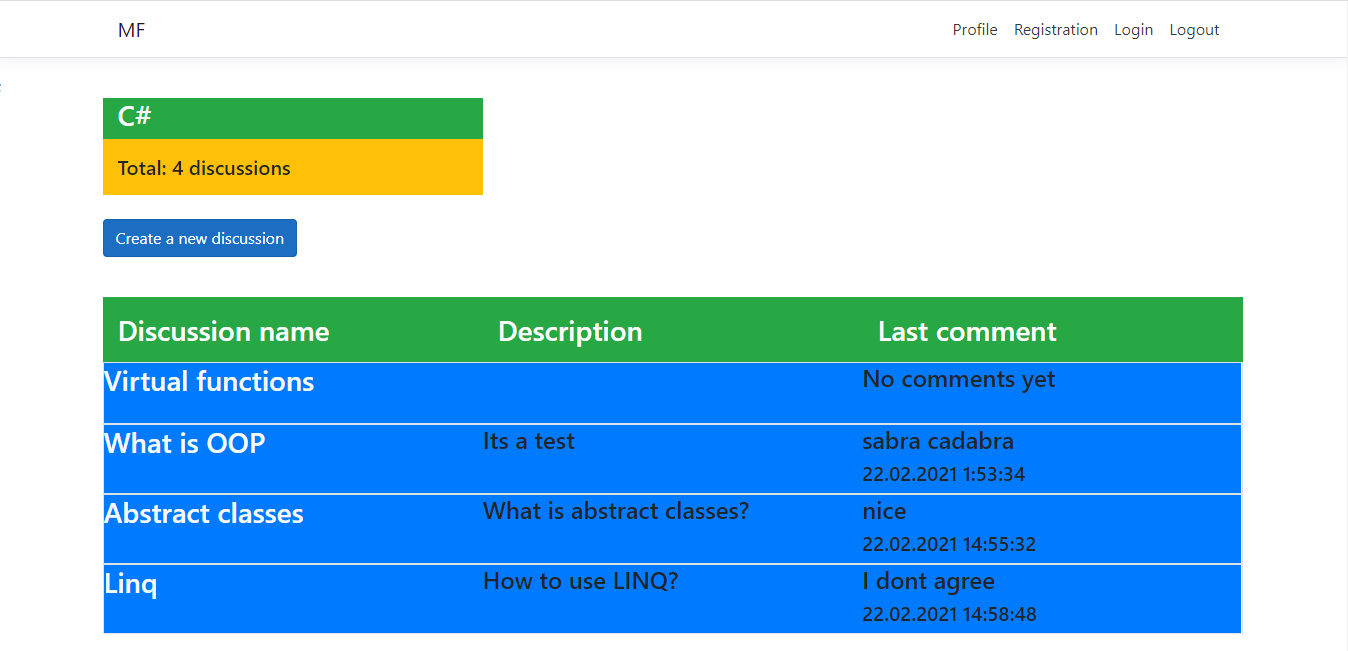 MF
Profile Registration Login Logout
C#
Total: 4 discussions
Create a new discussion
Discussion name Description Last comment
Virtual functions No comments yet
What is OOP Its a test sabra cadabra
22.02.2021 1:53:34
Abstract classes What is abstract classes? nice
22.02.2021 14:55:32
Linq How to use LINQ? I dont agree
22.02.2021 14:58:48